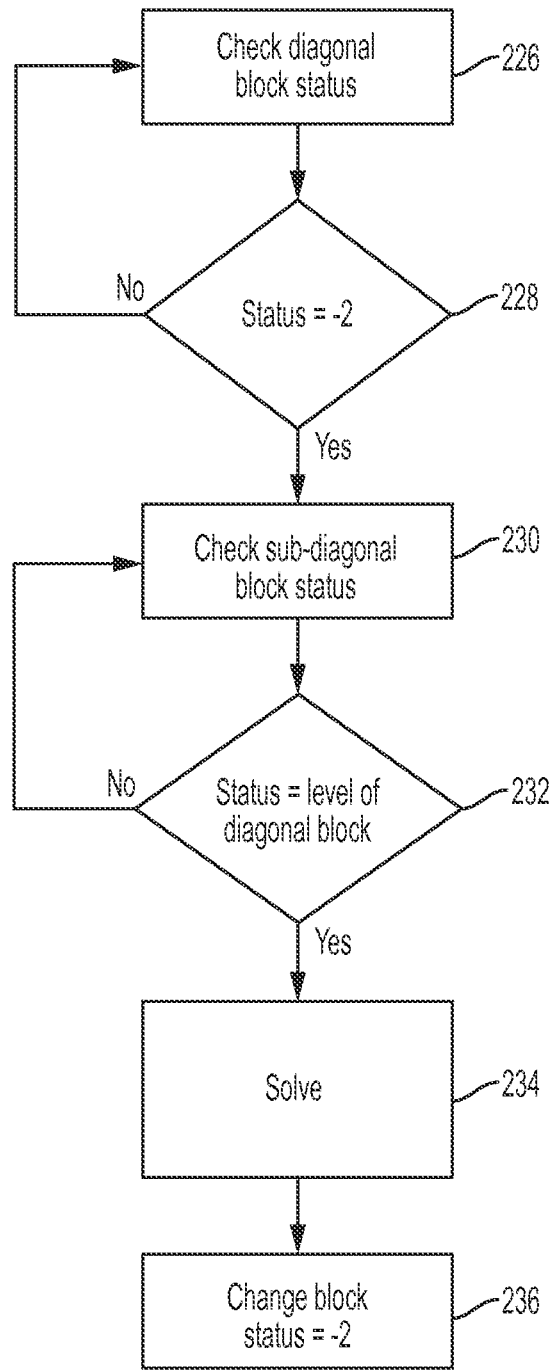 Check diagonal
block status
226
No
Status = -2
228
Yes
Check sub-diagonal
block status
230
No
Status = level of
diagonal block
232
Yes
Solve
234
Change block
status = -2
236